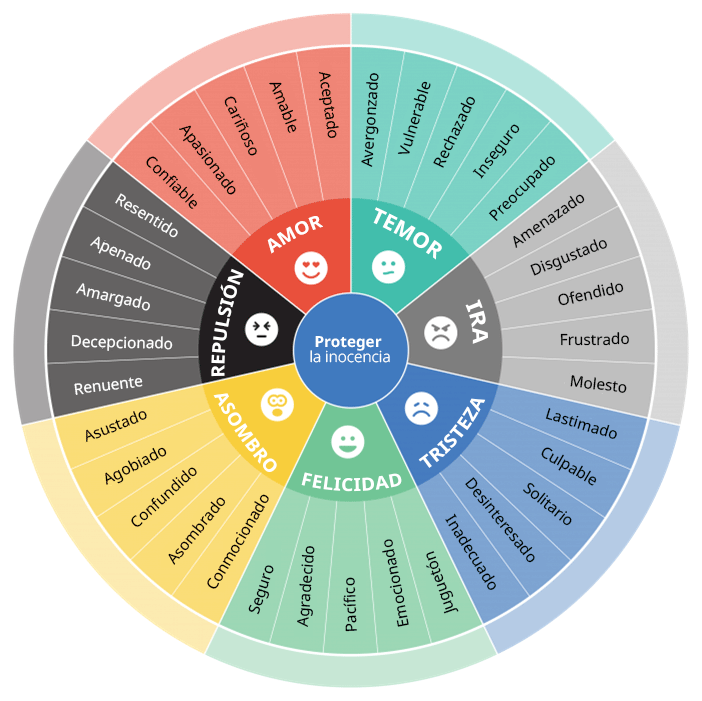 Proteger
la inocencia
AMOR
Confiable
Apasionado
Cariñoso
Amable
Aceptado
TEMOR
Avergonzado
Vulnerable
Rechazado
Inseguro
Preocupado
IRA
Amenazado
Disgustado
Ofendido
Frustrado
Molesto
TRISTEZA
Lastimado
Culpable
Solitario
Desinteresado
Inadecuado
FELICIDAD
Juguetón
Emocionado
Pacífico
Agradecido
Seguro
ASOMBRO
Conmocionado
Asombrado
Confundido
Agobiado
Asustado
REPULSIÓN
Renuente
Decepcionado
Amargado
Apenado
Resentido